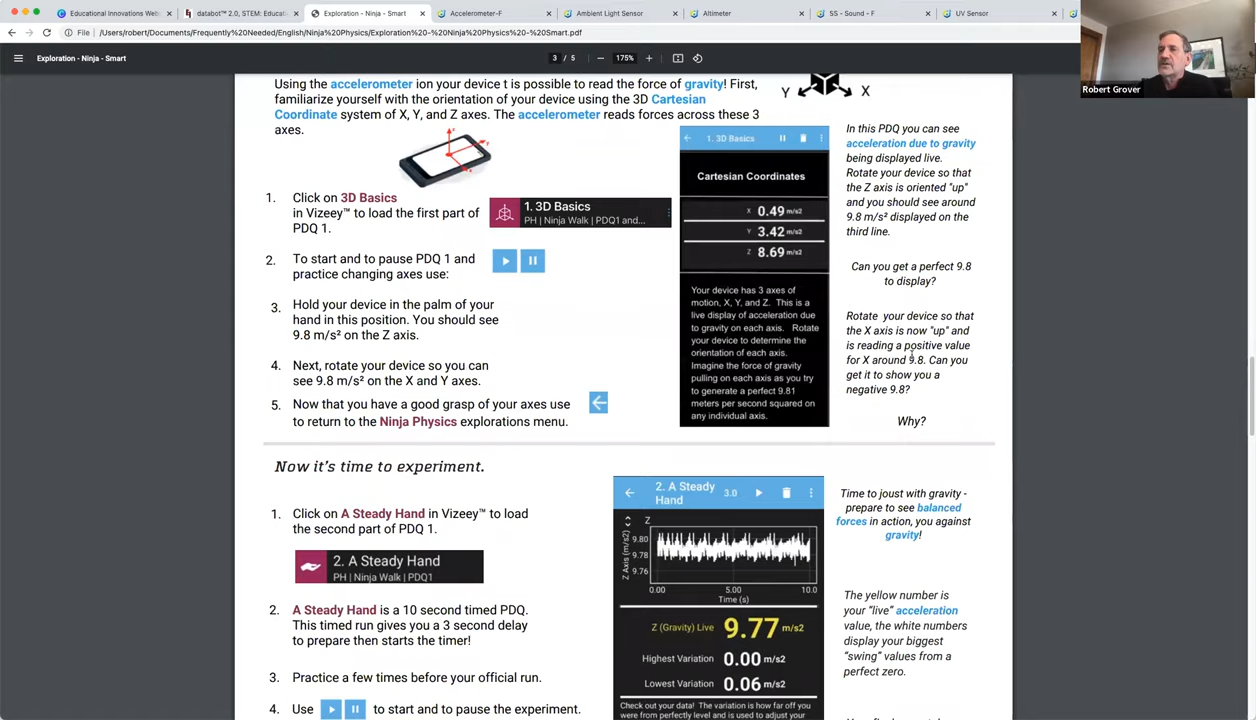 Educational Innovations Web
databot™ 2.0, STEM: Educat
Exploration - Ninja - Smart
Accelerometer-F
Ambient Light Sensor
Altimeter
SS - Sound - F
UV Sensor
File
/Users/robert/Documents/Frequently%20Needed/English/Ninja%20Physics/Exploration%20-%20Ninja%20Physics%20-%20Smart.pdf
Exploration - Ninja - Smart
3 / 5
175%
Robert Grover
Using the accelerometer ion your device t is possible to read the force of gravity! First,
familiarize yourself with the orientation of your device using the 3D Cartesian
Coordinate system of X, Y, and Z axes. The accelerometer reads forces across these 3
axes.
Y X
1. Click on 3D Basics
in Vizeey™ to load the first part of
PDQ 1.
1. 3D Basics
PH | Ninja Walk | PDQ1 and...
2. To start and to pause PDQ 1 and
practice changing axes use:
3. Hold your device in the palm of your
hand in this position. You should see
9.8 m/s² on the Z axis.
4. Next, rotate your device so you can
see 9.8 m/s² on the X and Y axes.
5. Now that you have a good grasp of your axes use
to return to the Ninja Physics explorations menu.
1. 3D Basics
Cartesian Coordinates
X 0.49 m/s2
Y 3.42 m/s2
Z 8.69 m/s2
Your device has 3 axes of
motion, X, Y, and Z. This is a
live display of acceleration due
to gravity on each axis. Rotate
your device to determine the
orientation of each axis.
Imagine the force of gravity
pulling on each axis as you try
to generate a perfect 9.81
meters per second squared on
any individual axis.
In this PDQ you can see
acceleration due to gravity
being displayed live.
Rotate your device so that
the Z axis is oriented "up"
and you should see around
9.8 m/s² displayed on the
third line.
Can you get a perfect 9.8
to display?
Rotate your device so that
the X axis is now "up" and
is reading a positive value
for X around 9.8. Can you
get it to show you a
negative 9.8?
Why?
Now it's time to experiment.
1. Click on A Steady Hand in Vizeey™ to load
the second part of PDQ 1.
2. A Steady Hand
PH | Ninja Walk | PDQ1
2. A Steady Hand is a 10 second timed PDQ.
This timed run gives you a 3 second delay
to prepare then starts the timer!
3. Practice a few times before your official run.
4. Use to start and to pause the experiment.
2. A Steady
Hand
3.0
Z
Z Axis (m/s2)
9.80
9.78
9.76
0.00 5.00 10.0
Time (s)
Z (Gravity) Live 9.77 m/s2
Highest Variation 0.00 m/s2
Lowest Variation 0.06 m/s2
Check out your data! The variation is how far off you
were from perfectly level and is used to adjust your
Time to joust with gravity -
prepare to see balanced
forces in action, you against
gravity!
The yellow number is
your “live” acceleration
value, the white numbers
display your biggest
“swing” values from a
perfect zero.